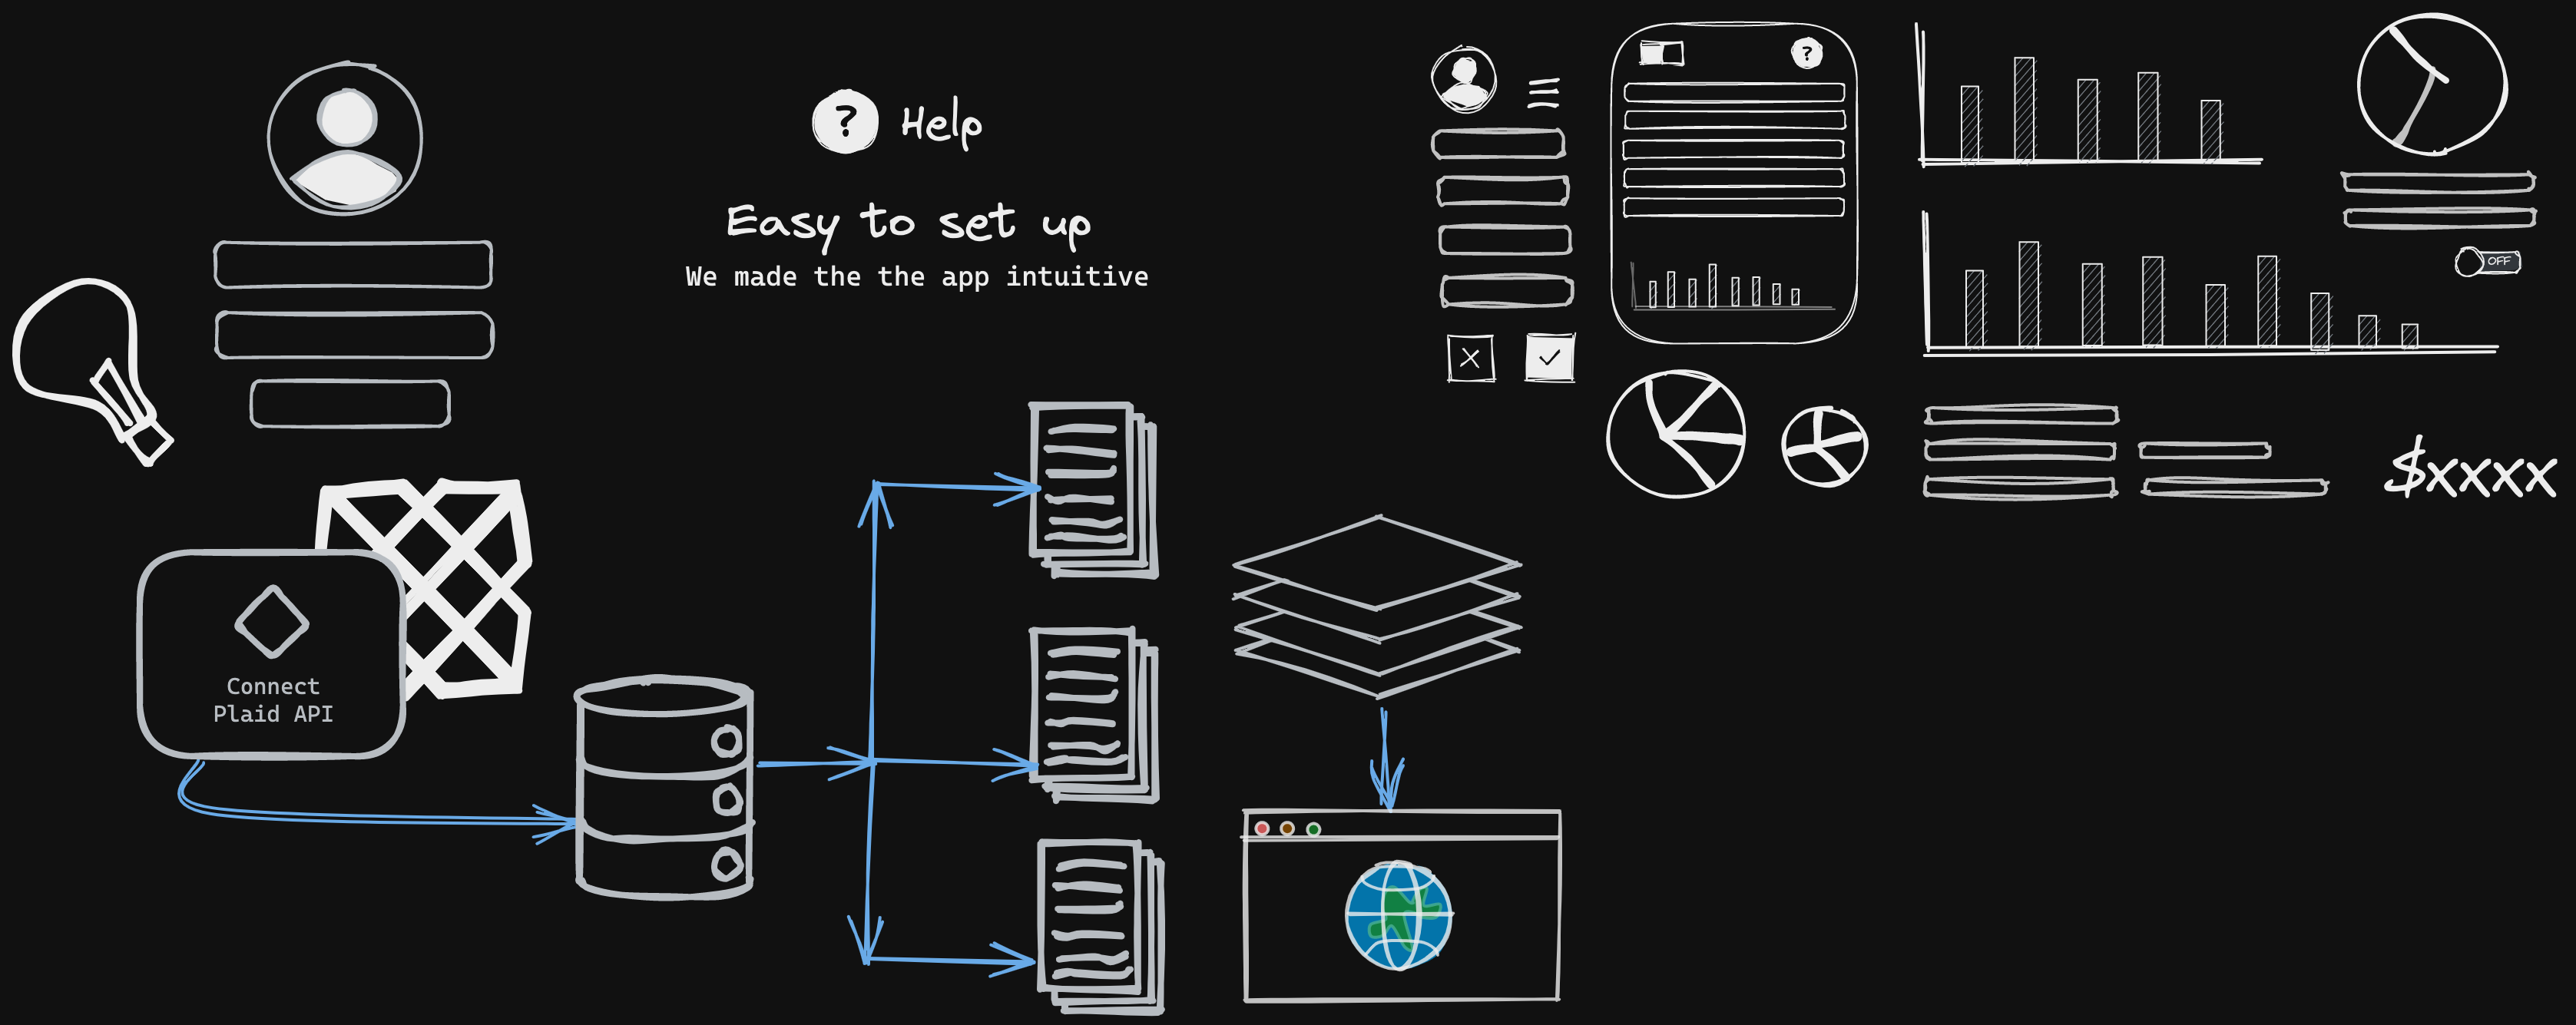 ? Help
Easy to set up
We made the the app intuitive
Connect
Plaid API
?
OFF
$xxxx